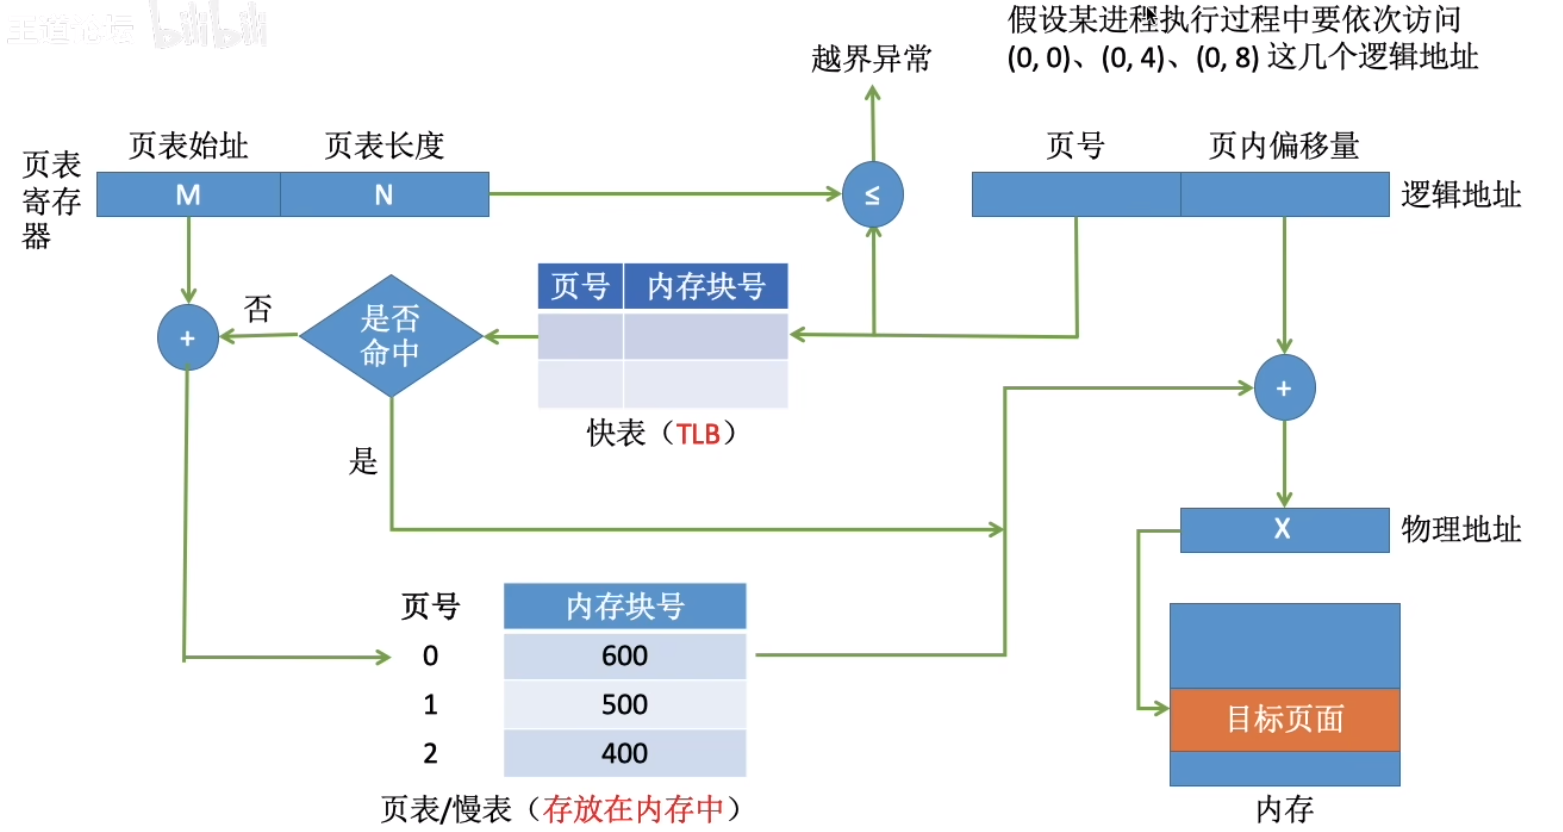 王道论坛 bilibili
假设某进程执行过程中要依次访问
(0, 0)、(0, 4)、(0, 8) 这几个逻辑地址
越界异常
页表始址 页表长度
页号 页内偏移量
页表
寄存
器
M N
≤
逻辑地址
页号 内存块号
否
是否
命中
+
+
快表（TLB）
是
X 物理地址
页号 内存块号
0 600
1 500
2 400
目标页面
页表/慢表（存放在内存中）
内存